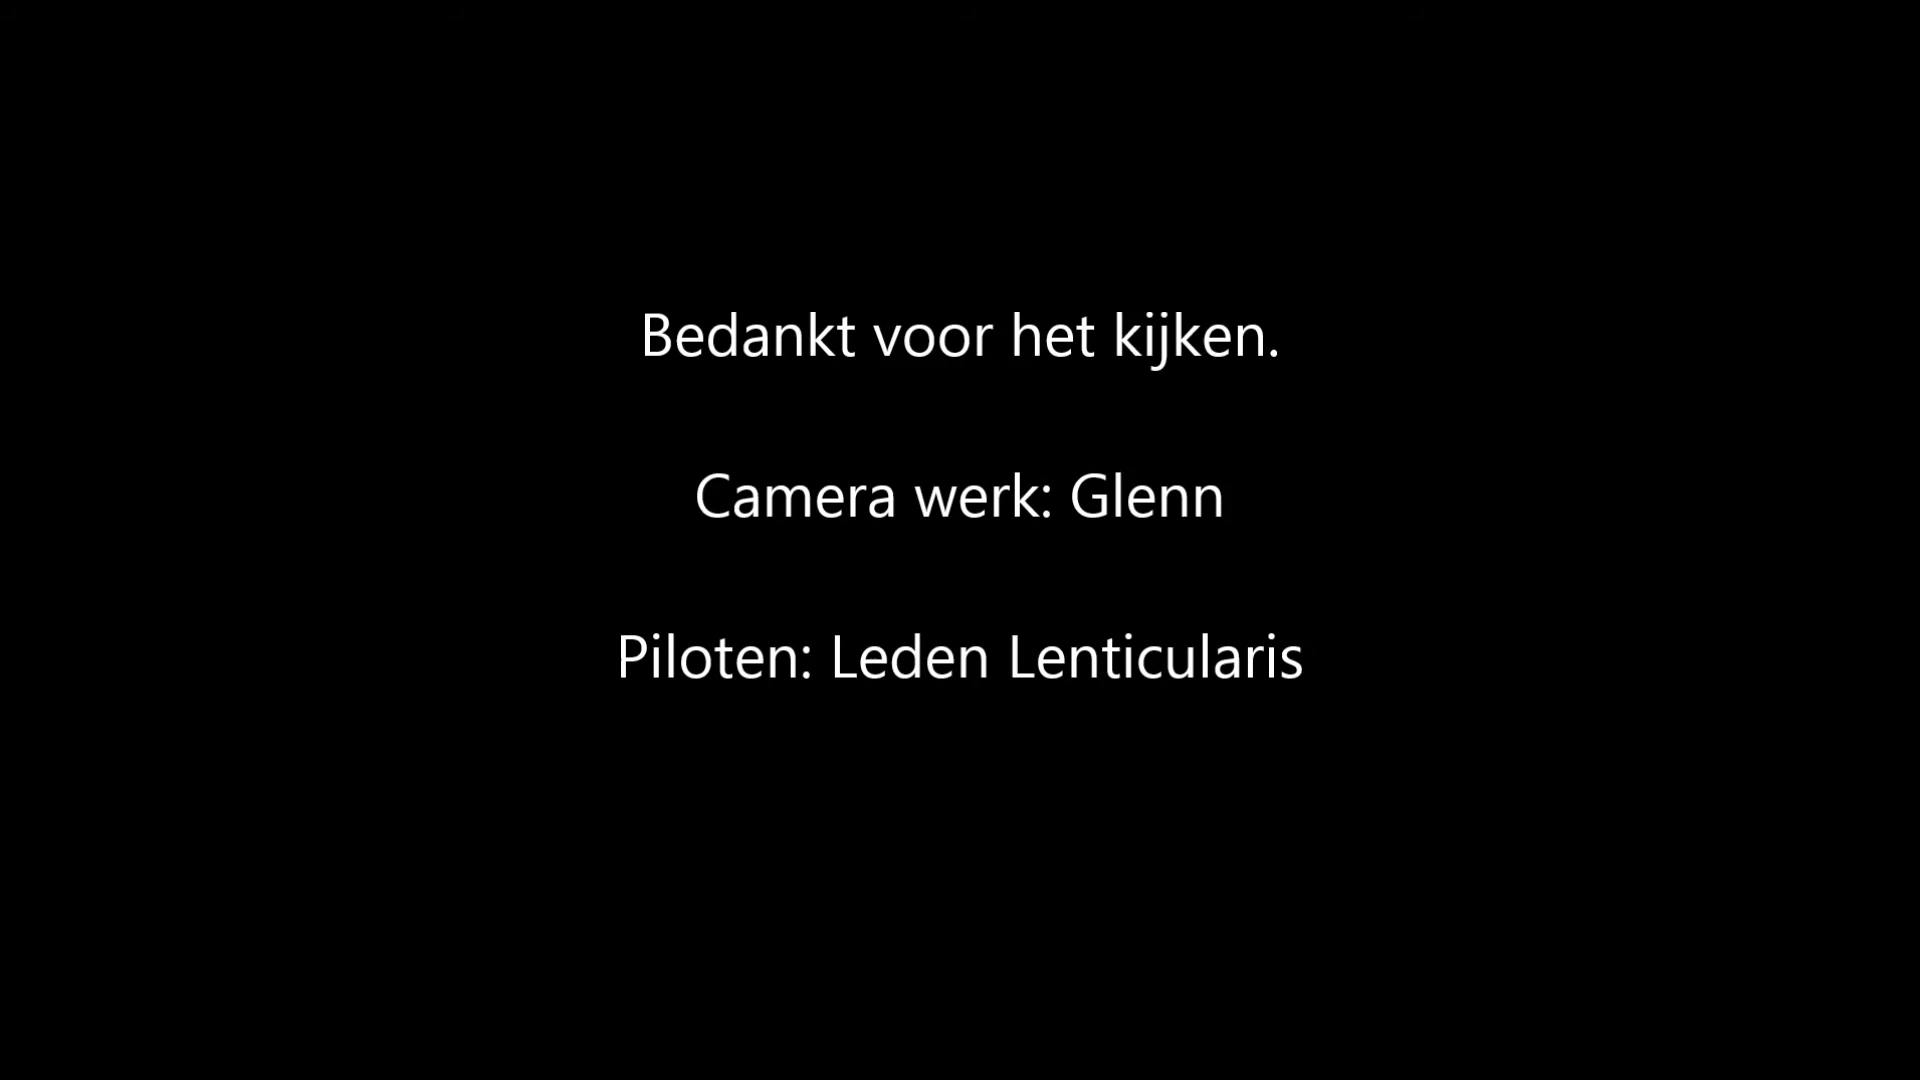 Bedankt voor het kijken.
Camera werk: Glenn
Piloten: Leden Lenticularis